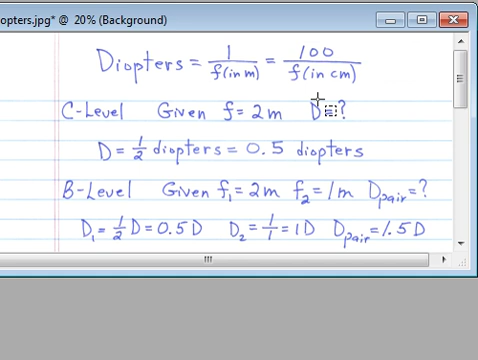 opters.jpg* @ 20% (Background)
Diopters = 1/f(in m) = 100/f(in cm)
C-Level Given f = 2m D = ?
D = 1/2 diopters = 0.5 diopters
B-Level Given f₁ = 2m f₂ = 1m Dpair = ?
D₁ = 1/2 D = 0.5 D D₂ = 1/1 = 1D Dpair = 1.5 D